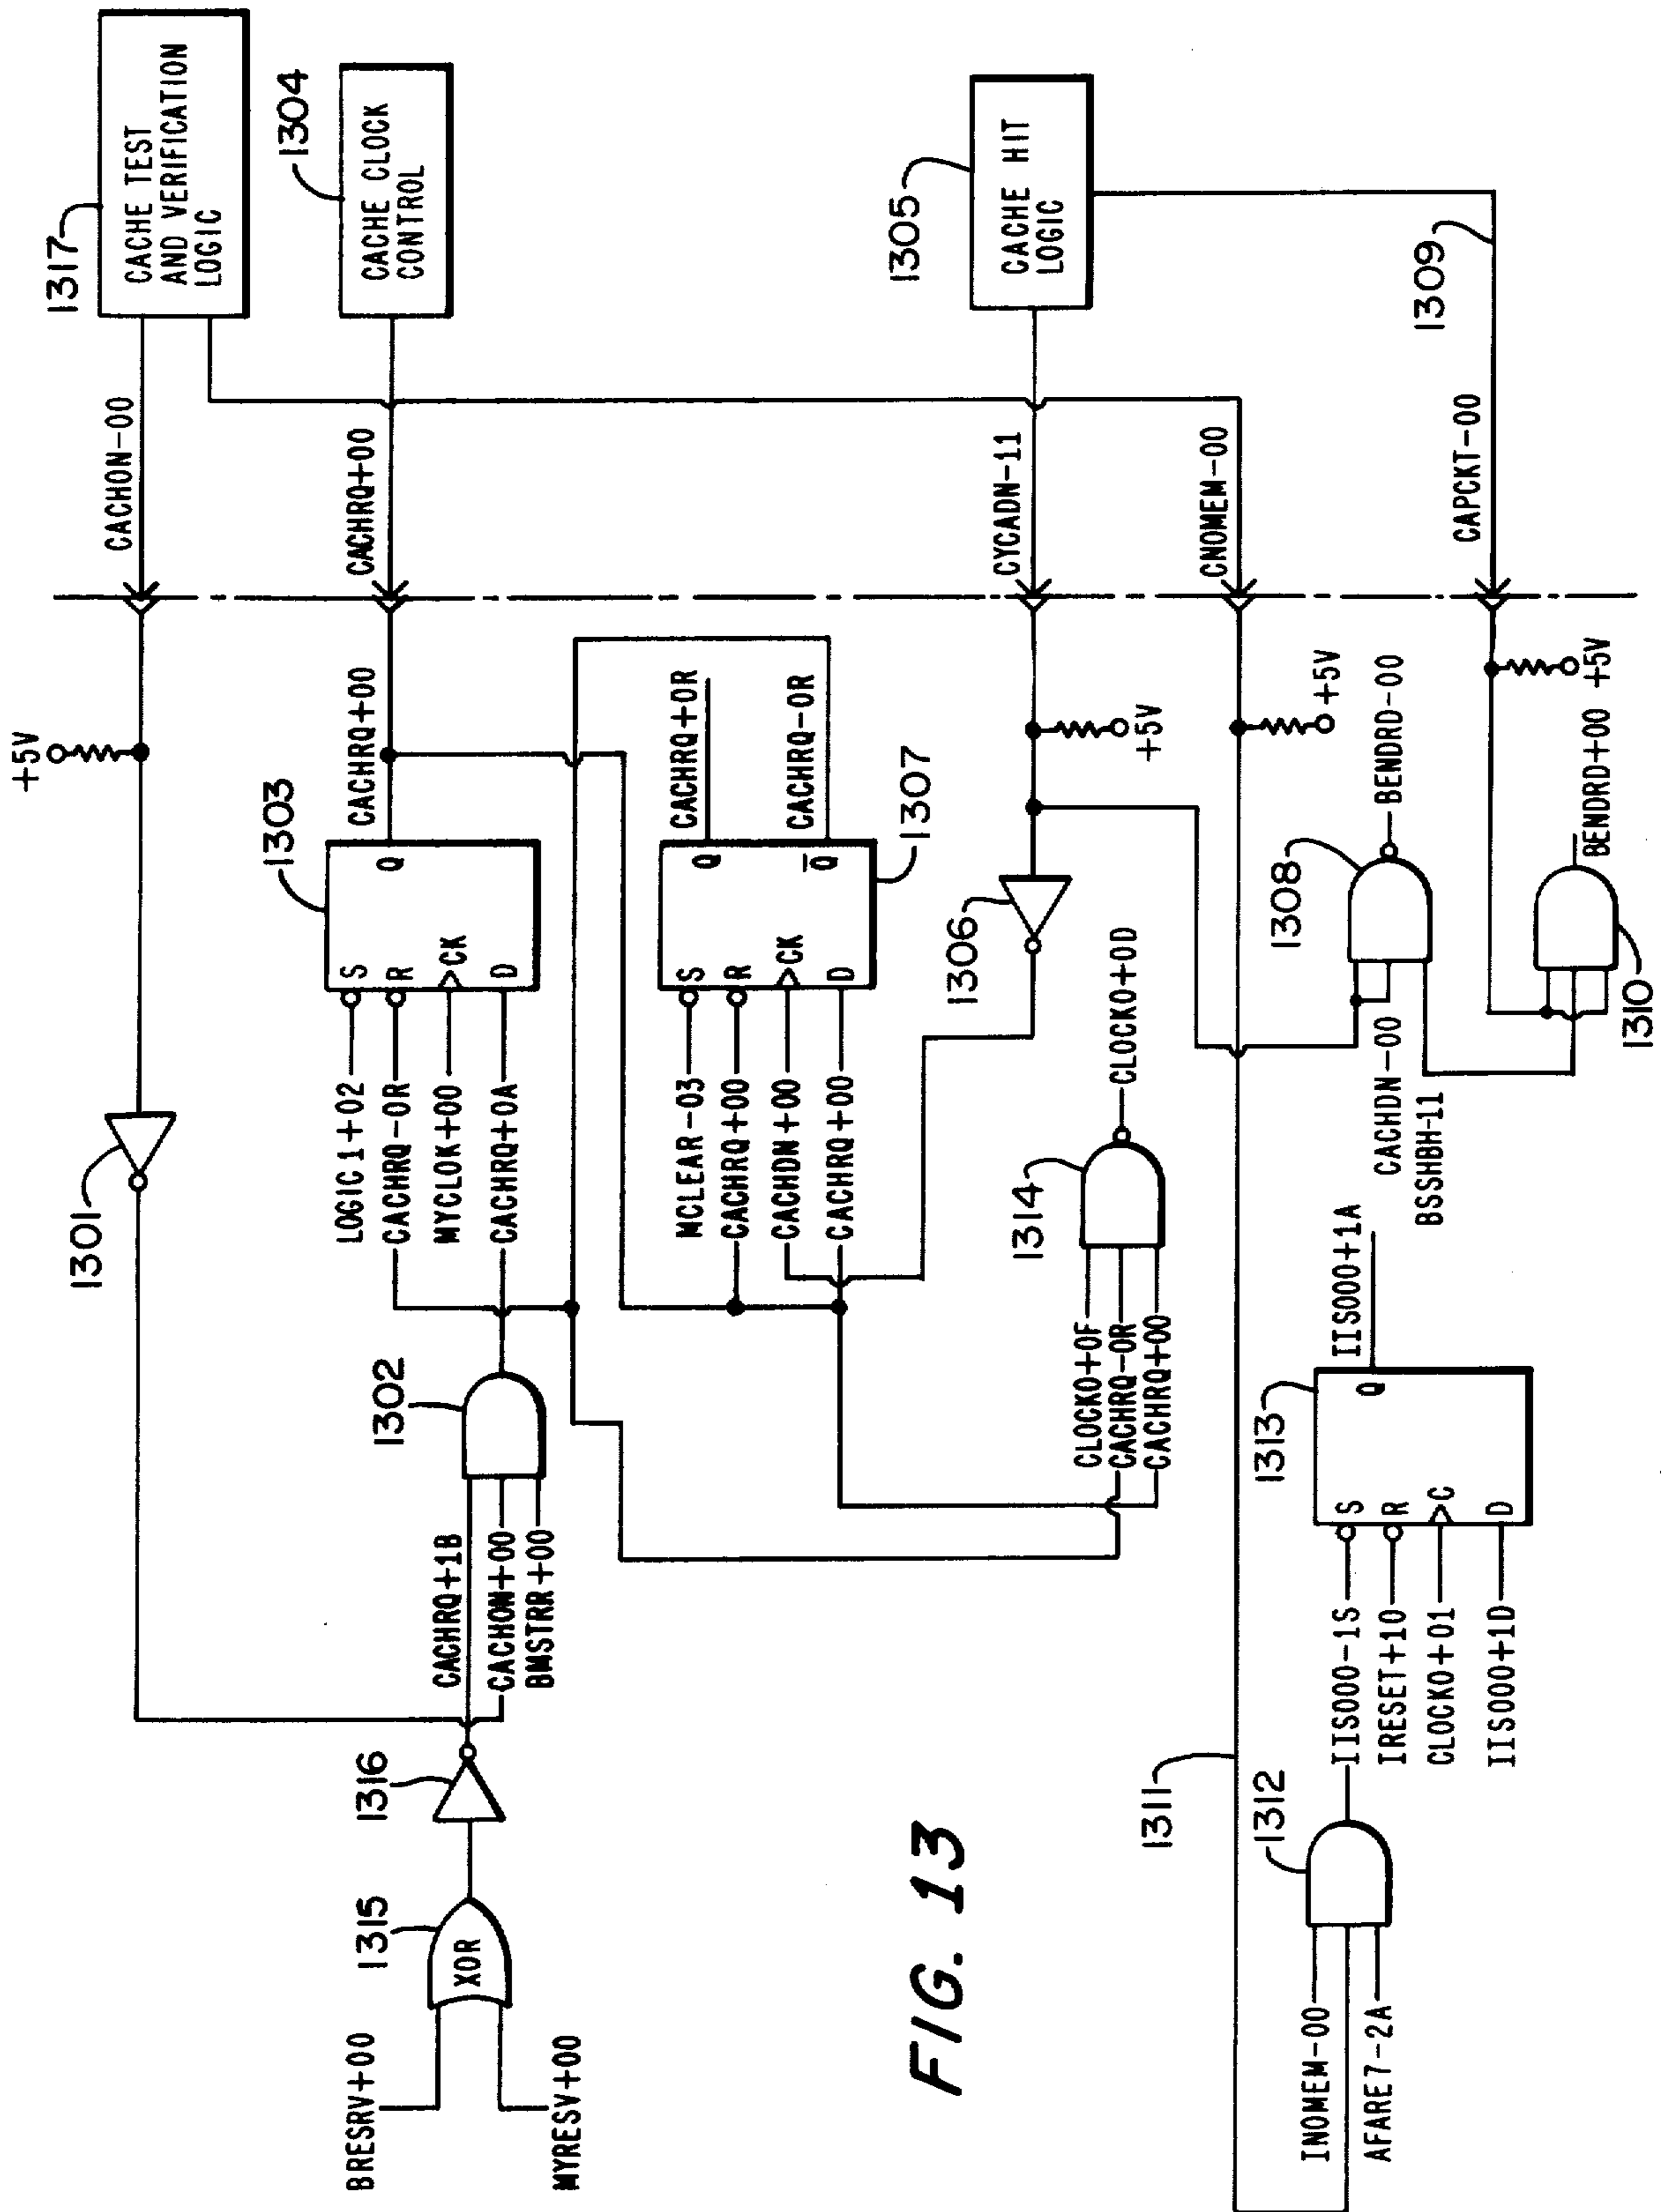 1317
CACHE TEST
AND VERIFICATION
LOGIC
1304
CACHE CLOCK
CONTROL
1305
CACHE HIT
LOGIC
1309
CACHON-00
CACHRQ+00
CYCADN-11
CNOMEM-00
CAPCKT-00
+5V
1301
1303
CACHRQ+00
S
R
CK
D
Q
LOGIC1+02
CACHRQ-0R
MYCLOK+00
CACHRQ+0A
1307
CACHRQ+0R
CACHRQ-0R
S
R
CK
D
Q
Q̅
MCLEAR-03
CACHRQ+00
CACHDN+00
CACHRQ+00
1306
+5V
+5V
+5V
1308
BENDRD-00
CACHDN-00
BSSHBH-11
BENDRD+00
1310
1314
CLOCK0+0D
CLOCK0+0F
CACHRQ-0R
CACHRQ+00
1302
CACHRQ+1B
CACHON+00
BMSTRR+00
1316
1315
XOR
BRESRV+00
MYRESV+00
1311
1313
IIS000+1A
Q
S
R
C
D
IIS000-1S
IRESET+10
CLOCK0+01
IIS000+1D
1312
INOMEM-00
AFARE7-2A
FIG. 13